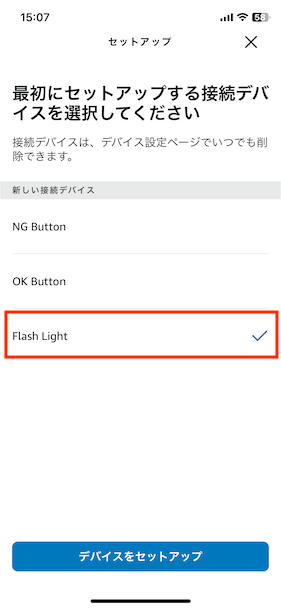 15:07
58
セットアップ
最初にセットアップする接続デバ
イスを選択してください
接続デバイスは、デバイス設定ページでいつでも削
除できます。
新しい接続デバイス
NG Button
OK Button
Flash Light
デバイスをセットアップ